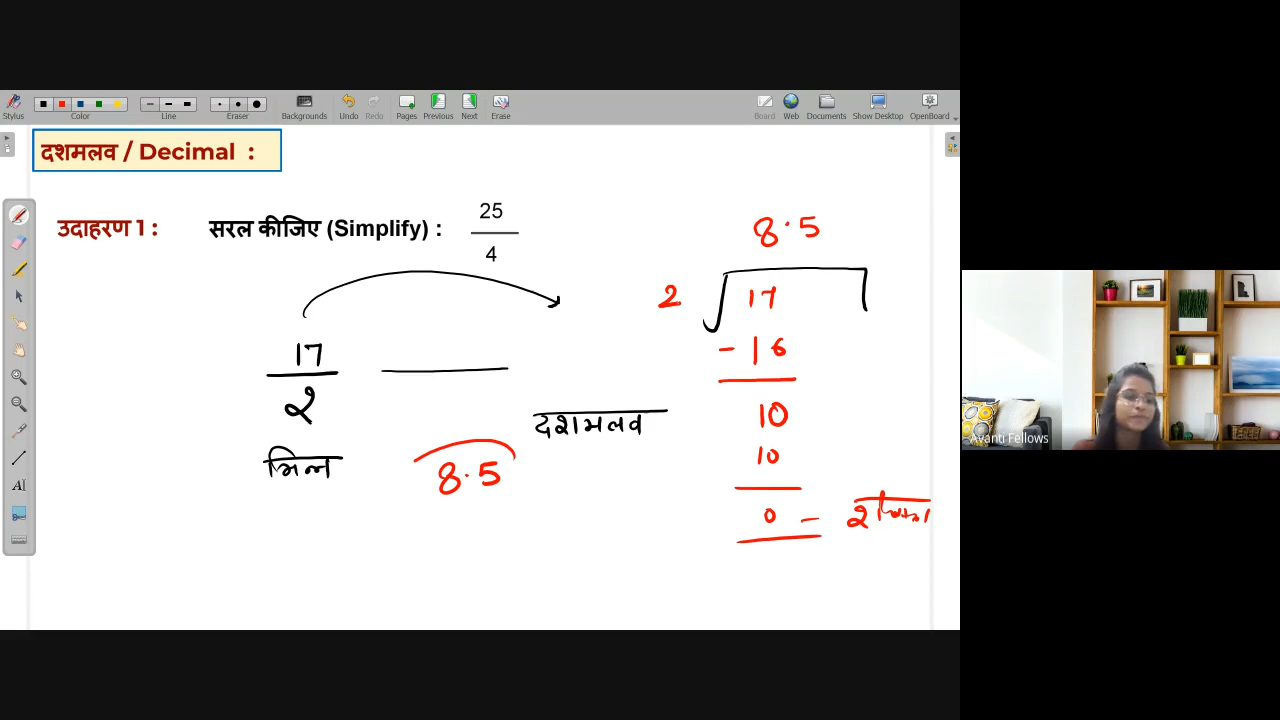 Stylus Color Line Eraser Backgrounds Undo Redo Pages Previous Next Erase Board Web Documents Show Desktop OpenBoard
दशमलव / Decimal :
उदाहरण 1 : सरल कीजिए (Simplify) : 25
4
8.5
2 17
- 16
17
2
10
10
0 -
दशमलव
भिन्न
8.5
Avanti Fellows